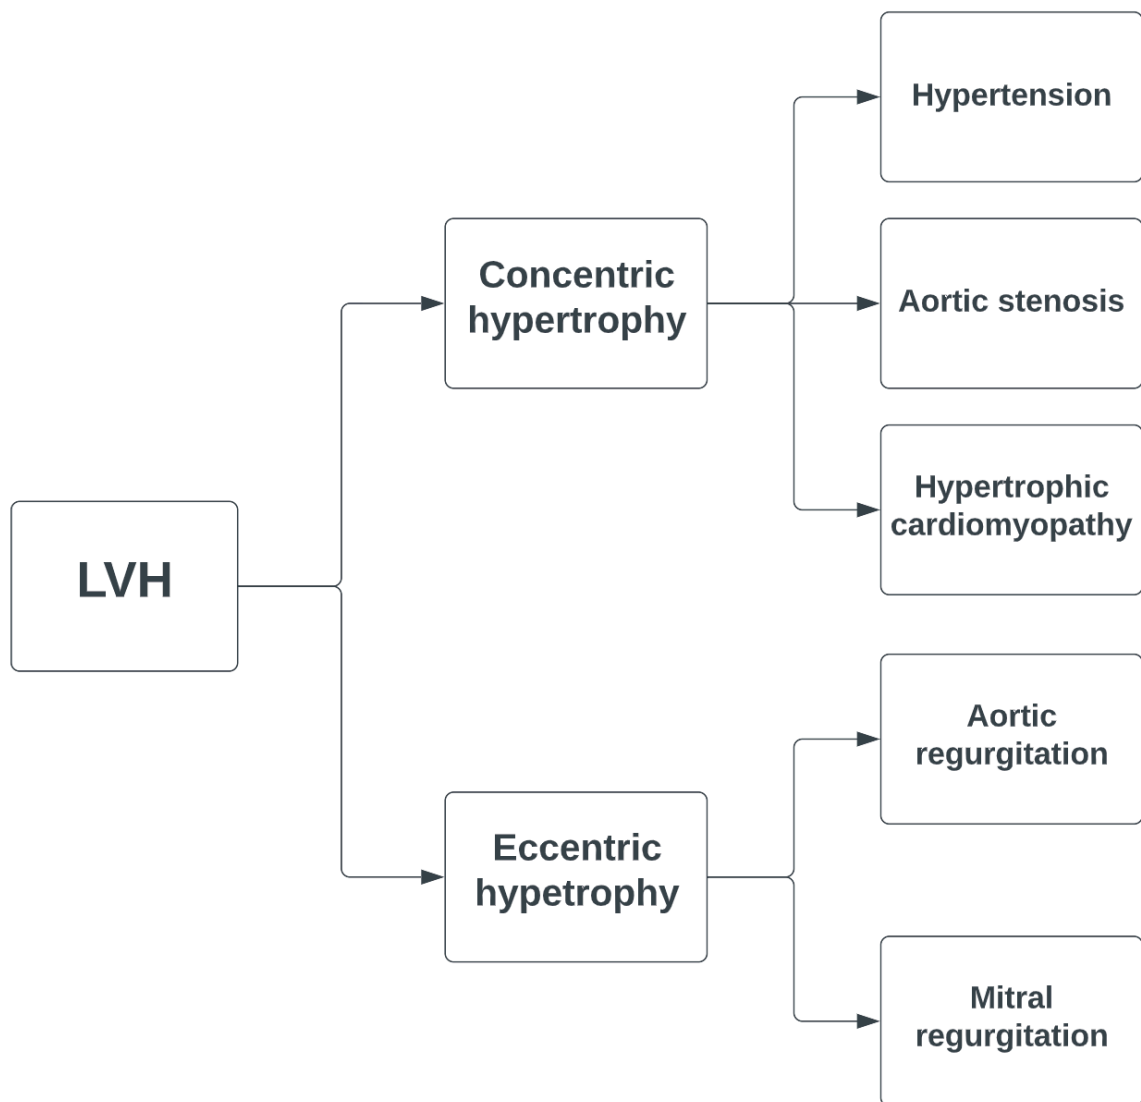 LVH
Concentric
hypertrophy
Hypertension
Aortic stenosis
Hypertrophic
cardiomyopathy
Eccentric
hypetrophy
Aortic
regurgitation
Mitral
regurgitation